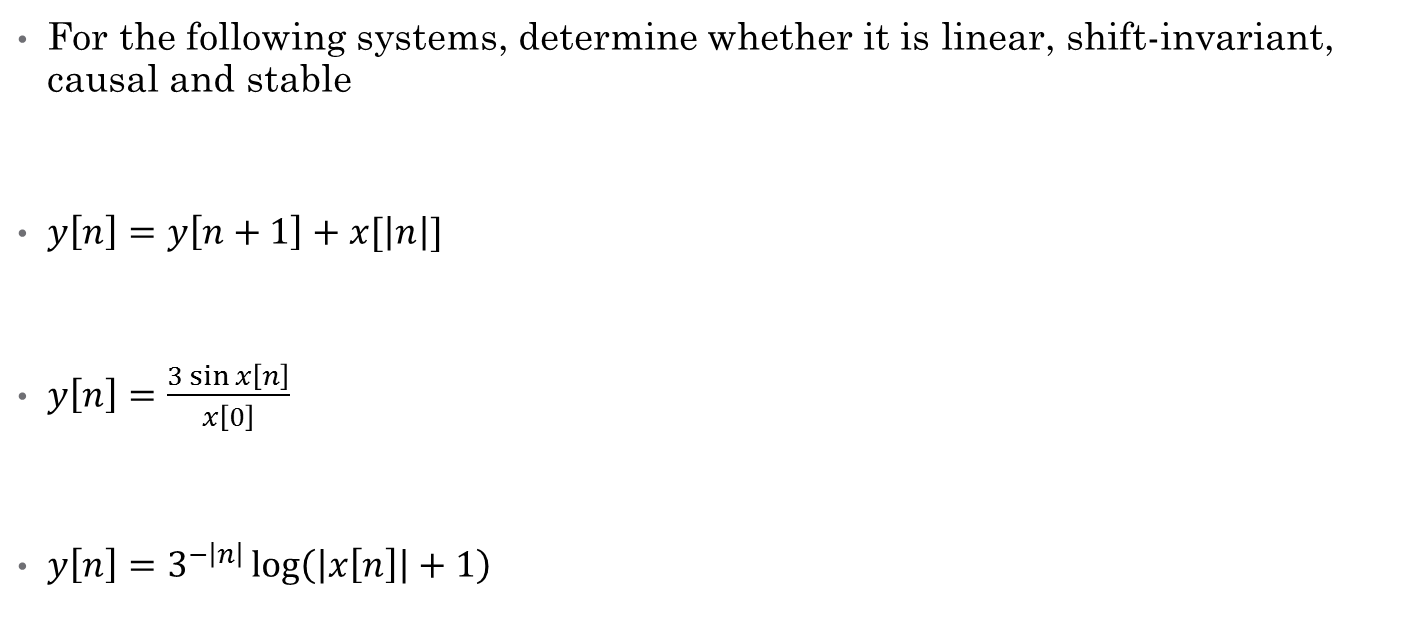 • For the following systems, determine whether it is linear, shift-invariant,
causal and stable
• y[n] = y[n + 1] + x[|n|]
• y[n] = \frac{3 sin x[n]}{x[0]}
• y[n] = 3^{−|n|} log(|x[n]| + 1)